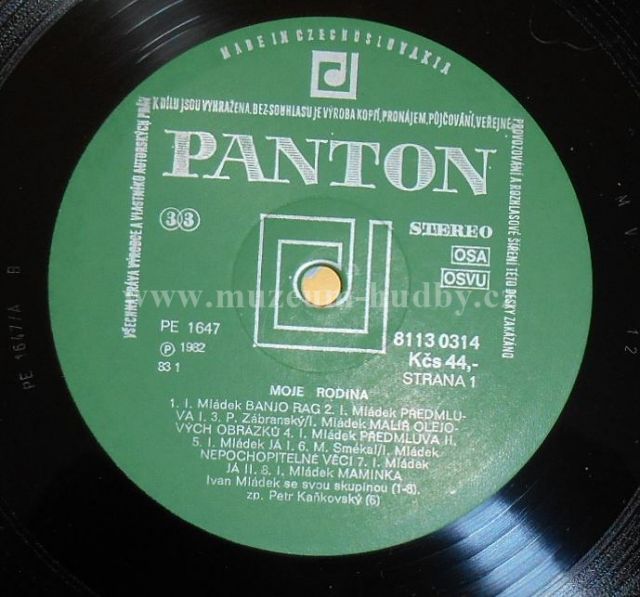 MADE IN CZECHOSLOVAKIA
VŠECHNA PRÁVA VÝROBCE A VLASTNÍKŮ AUTORSKÝCH PRÁV
K DÍLU JSOU VYHRAŽENA. BEZ SOUHLASU JE VÝROBA KOPIÍ, PRONÁJEM, PŮJČOVÁNÍ, VEŘEJNÉ
PROVOZOVÁNÍ A ROZHLASOVÉ ŠÍŘENÍ TÉTO DESKY ZAKÁZÁNO
PANTON
33
STEREO
OSA
OSVU
www.muzeum-hudby.cz
PE 1647
Ⓟ 1982
83 1
8113 0314
Kčs 44,-
STRANA 1
MOJE RODINA
1. I. Mládek BANJO RAG 2. I. Mládek PŘEDMLU-
VA I. 3. P. Zábranský/I. Mládek MALÍŘ OLEJO-
VÝCH OBRÁZKŮ 4. I. Mládek PŘEDMLUVA II.
5. I. Mládek JÁ I. 6. M. Smékal/I. Mládek
NEPOCHOPITELNÉ VĚCI 7. I. Mládek
JÁ II. 8. I. Mládek MAMINKA
Ivan Mládek se svou skupinou (1-8).
zp. Petr Kaňkovský (6)
PE 1647/A B
M V
12